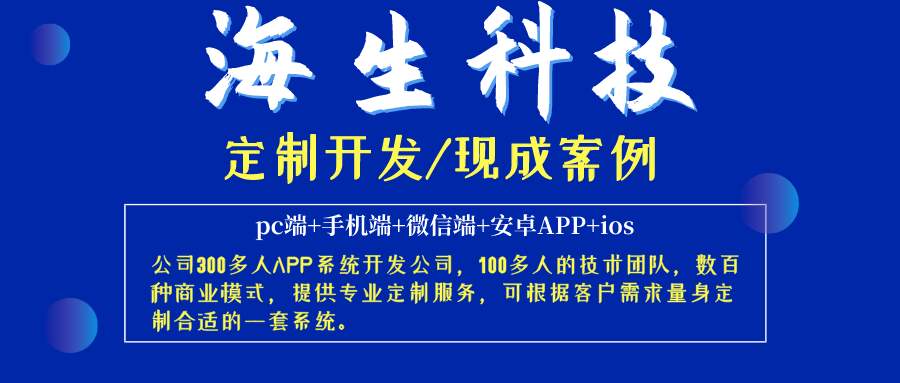 海生科技
定制开发/现成案例
pc端+手机端+微信端+安卓APP+ios
公司300多人APP系统开发公司，100多人的技术团队，数百
种商业模式，提供专业定制服务，可根据客户需求量身定
制合适的一套系统。